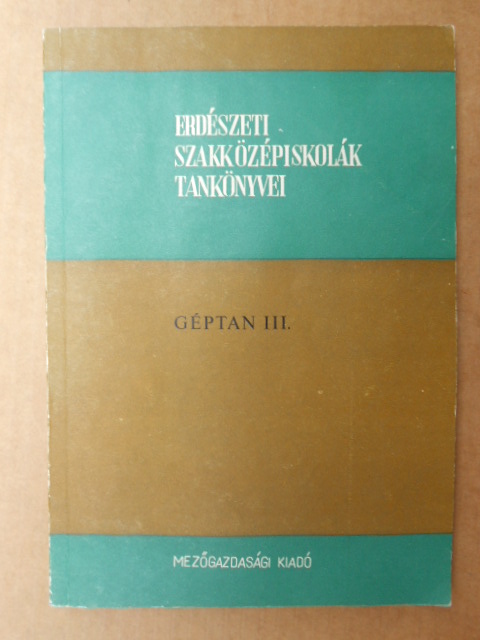 ERDÉSZETI
SZAKKÖZÉPISKOLÁK
TANKÖNYVEI
GÉPTAN III.
MEZŐGAZDASÁGI KIADÓ